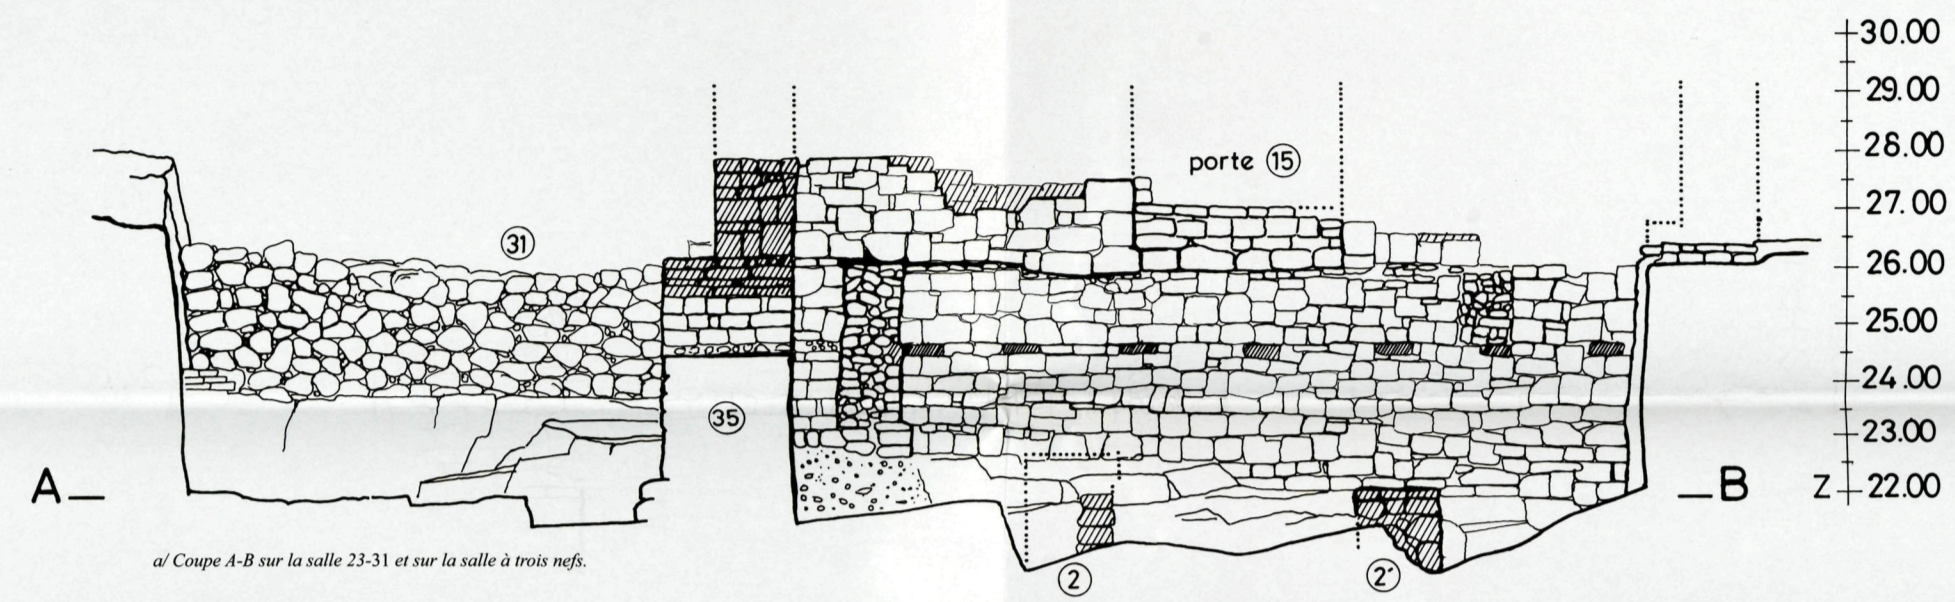 30.00
29.00
28.00
porte 15
27.00
31
26.00
25.00
24.00
35
23.00
A
B
Z 22.00
a/ Coupe A-B sur la salle 23-31 et sur la salle à trois nefs.
2
2'